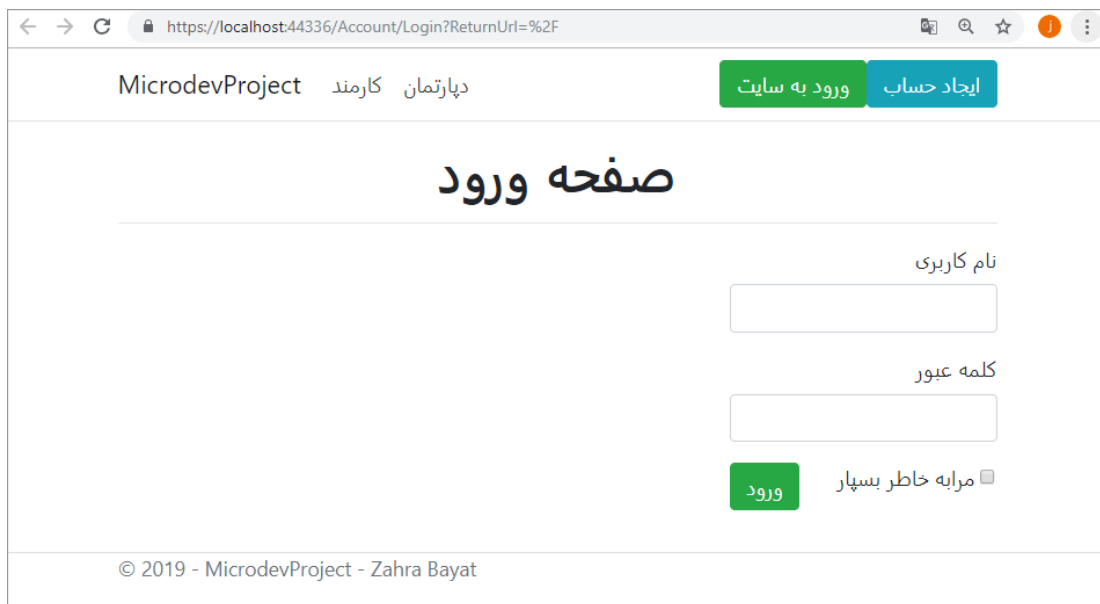 https://localhost:44336/Account/Login?ReturnUrl=%2F
j
MicrodevProject کارمند دپارتمان ورود به سایت ایجاد حساب
صفحه ورود
نام کاربری
کلمه عبور
مرابه خاطر بسپار
ورود
© 2019 - MicrodevProject - Zahra Bayat